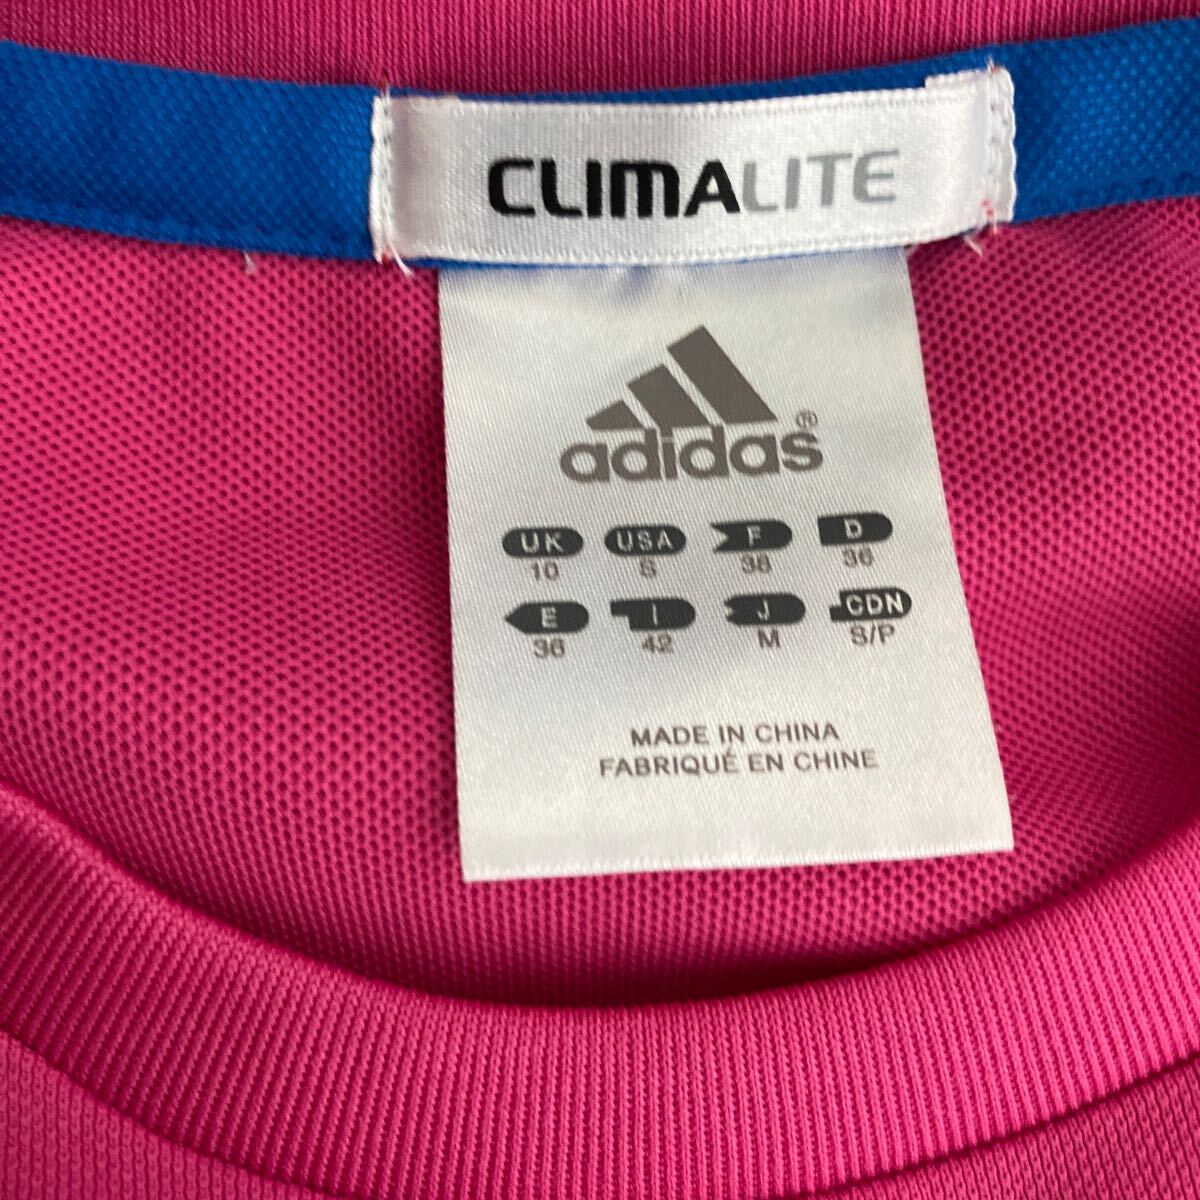 CLIMALITE
adidas®
UK USA F D
10 S 38 36
E I J CDN
36 42 M S/P
MADE IN CHINA
FABRIQUÉ EN CHINE